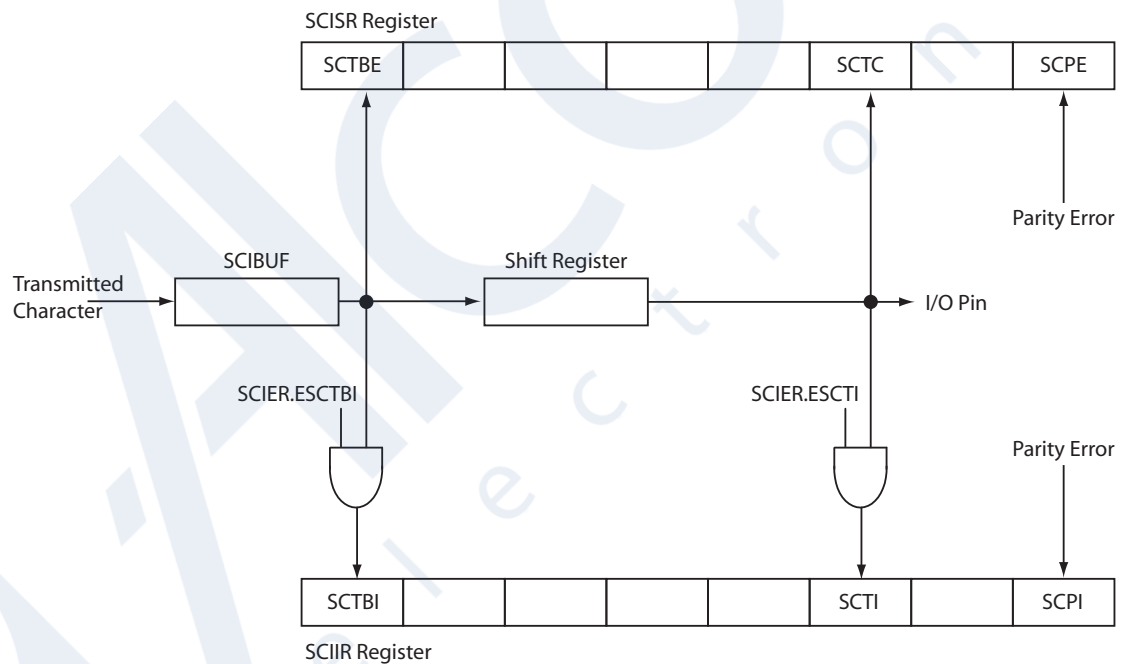 SCISR Register
SCTBE
SCTC
SCPE
Parity Error
SCIBUF
Shift Register
Transmitted
Character
I/O Pin
SCIER.ESCTBI
SCIER.ESCTI
Parity Error
SCTBI
SCTI
SCPI
SCIIR Register